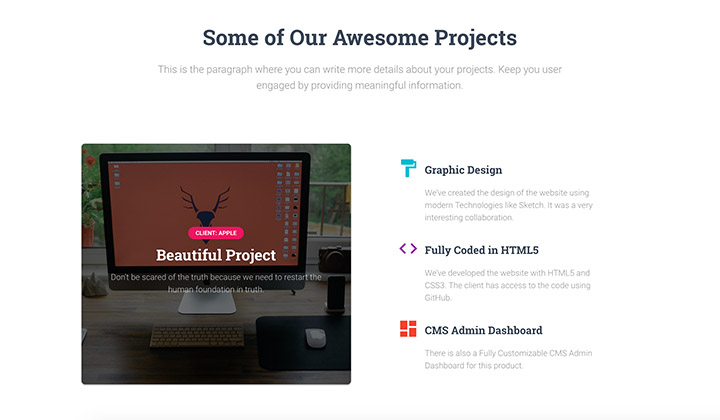 Some of Our Awesome Projects
This is the paragraph where you can write more details about your projects. Keep you user
engaged by providing meaningful information.
CLIENT: APPLE
Beautiful Project
Don't be scared of the truth because we need to restart the
human foundation in truth.
Graphic Design
We've created the design of the website using
modern Technologies like Sketch. It was a very
interesting collaboration.
Fully Coded in HTML5
We've developed the website with HTML5 and
CSS3. The client has access to the code using
GitHub.
CMS Admin Dashboard
There is also a Fully Customizable CMS Admin
Dashboard for this product.